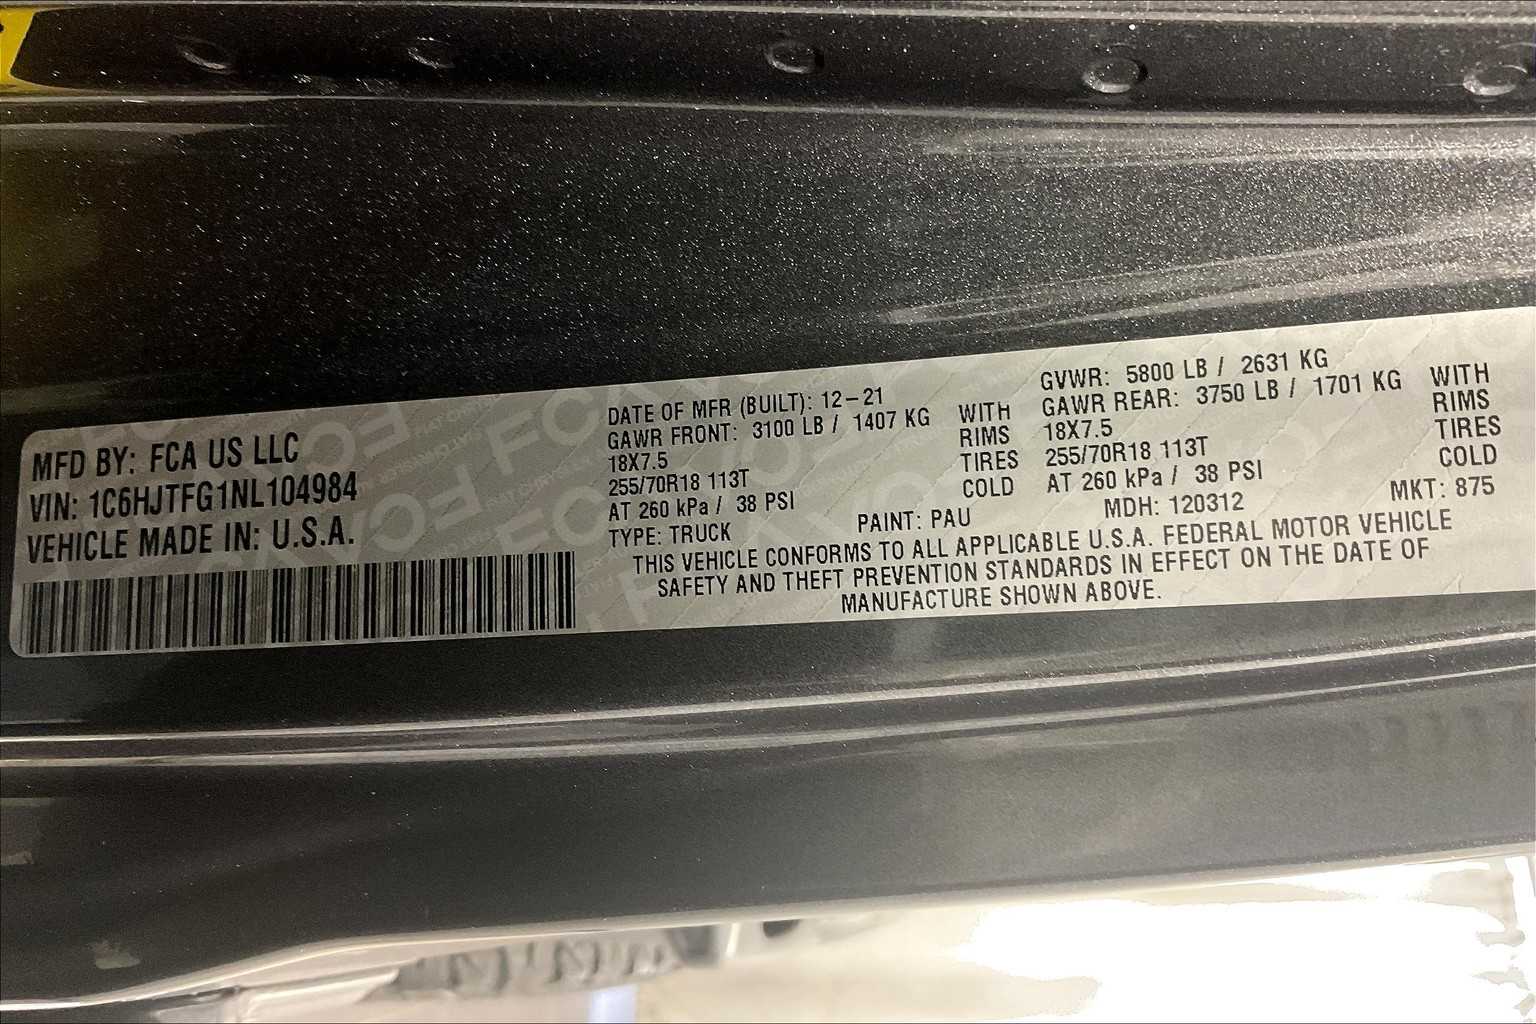 MFD BY: FCA US LLC
VIN: 1C6HJTFG1NL104984
VEHICLE MADE IN: U.S.A.
DATE OF MFR (BUILT): 12-21
GAWR FRONT: 3100 LB / 1407 KG WITH
18X7.5 RIMS
255/70R18 113T TIRES
AT 260 kPa / 38 PSI COLD
GVWR: 5800 LB / 2631 KG
GAWR REAR: 3750 LB / 1701 KG WITH
18X7.5 RIMS
255/70R18 113T TIRES
AT 260 kPa / 38 PSI COLD
TYPE: TRUCK PAINT: PAU MDH: 120312 MKT: 875
THIS VEHICLE CONFORMS TO ALL APPLICABLE U.S.A. FEDERAL MOTOR VEHICLE
SAFETY AND THEFT PREVENTION STANDARDS IN EFFECT ON THE DATE OF
MANUFACTURE SHOWN ABOVE.